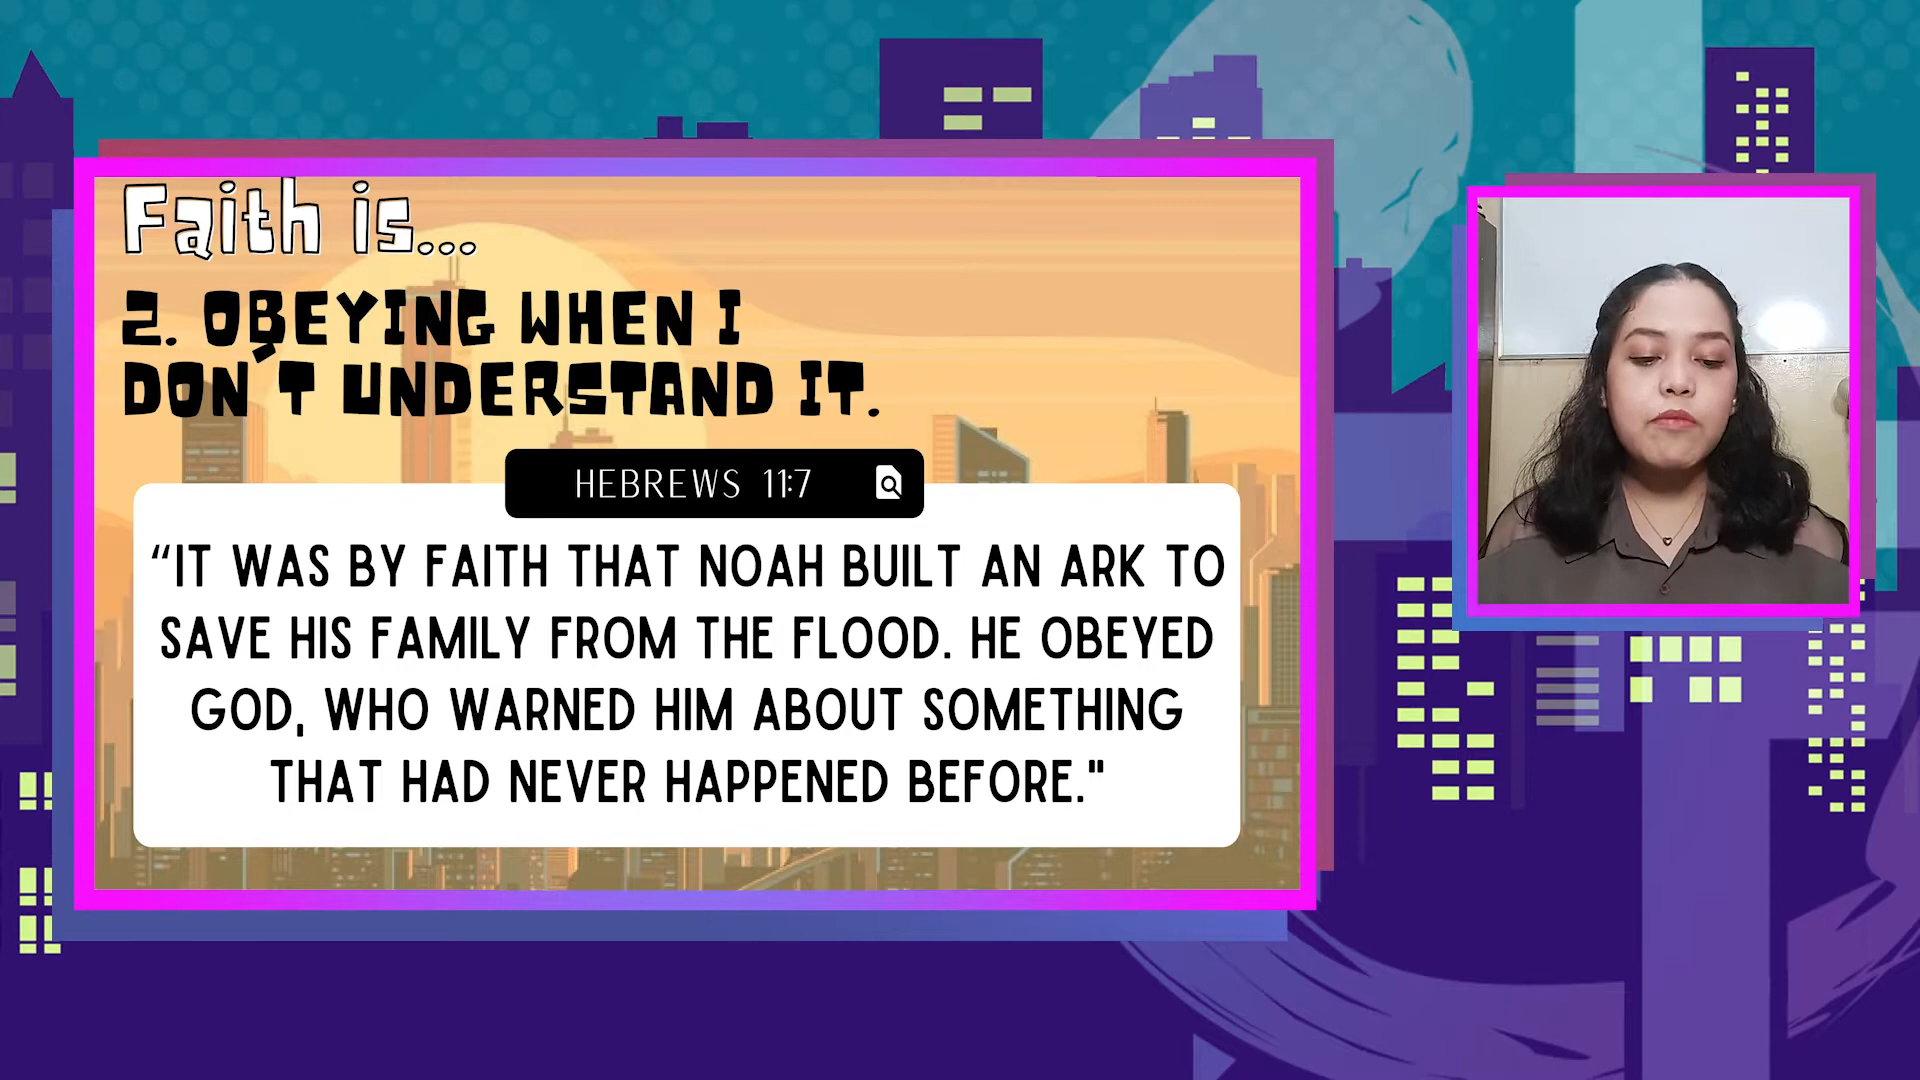 Faith is...
2. OBEYING WHEN I
DON'T UNDERSTAND IT.
HEBREWS 11:7
“IT WAS BY FAITH THAT NOAH BUILT AN ARK TO
SAVE HIS FAMILY FROM THE FLOOD. HE OBEYED
GOD, WHO WARNED HIM ABOUT SOMETHING
THAT HAD NEVER HAPPENED BEFORE."